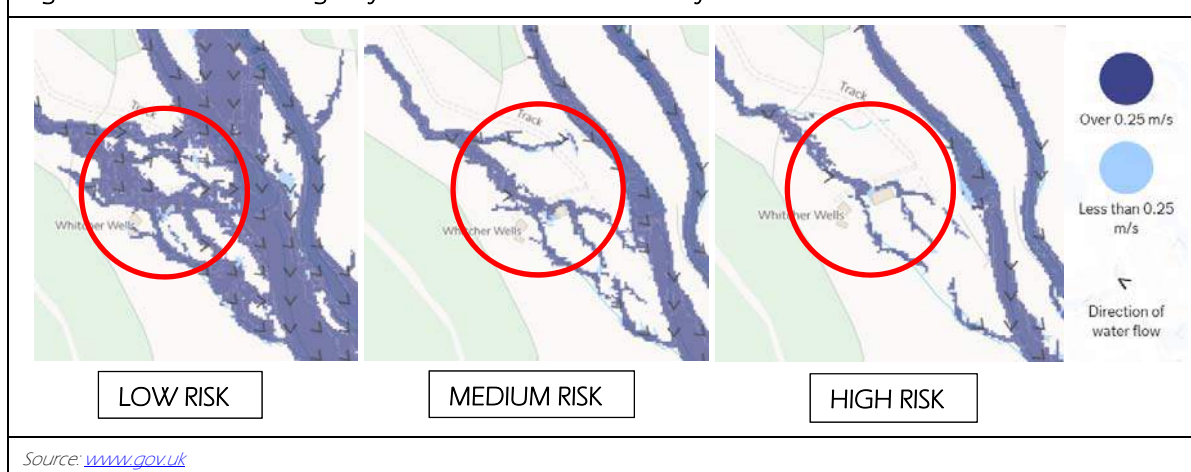 Track
Whitcher Wells
LOW RISK
Track
Whitcher Wells
MEDIUM RISK
Track
Whitcher Wells
HIGH RISK
Over 0.25 m/s
Less than 0.25
m/s
Direction of
water flow
Source: www.gov.uk